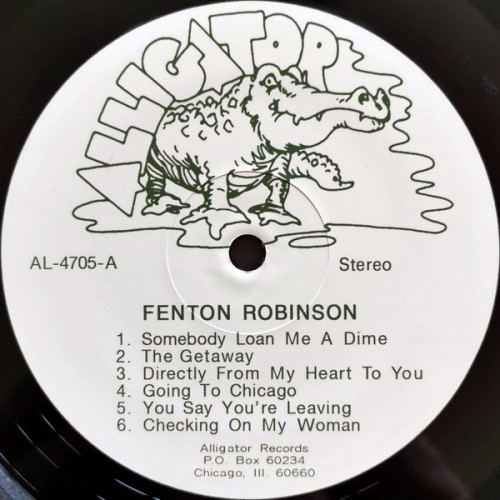 ALLIGATOR
AL-4705-A
Stereo
FENTON ROBINSON
1. Somebody Loan Me A Dime
2. The Getaway
3. Directly From My Heart To You
4. Going To Chicago
5. You Say You're Leaving
6. Checking On My Woman
Alligator Records
P.O. Box 60234
Chicago, Ill. 60660